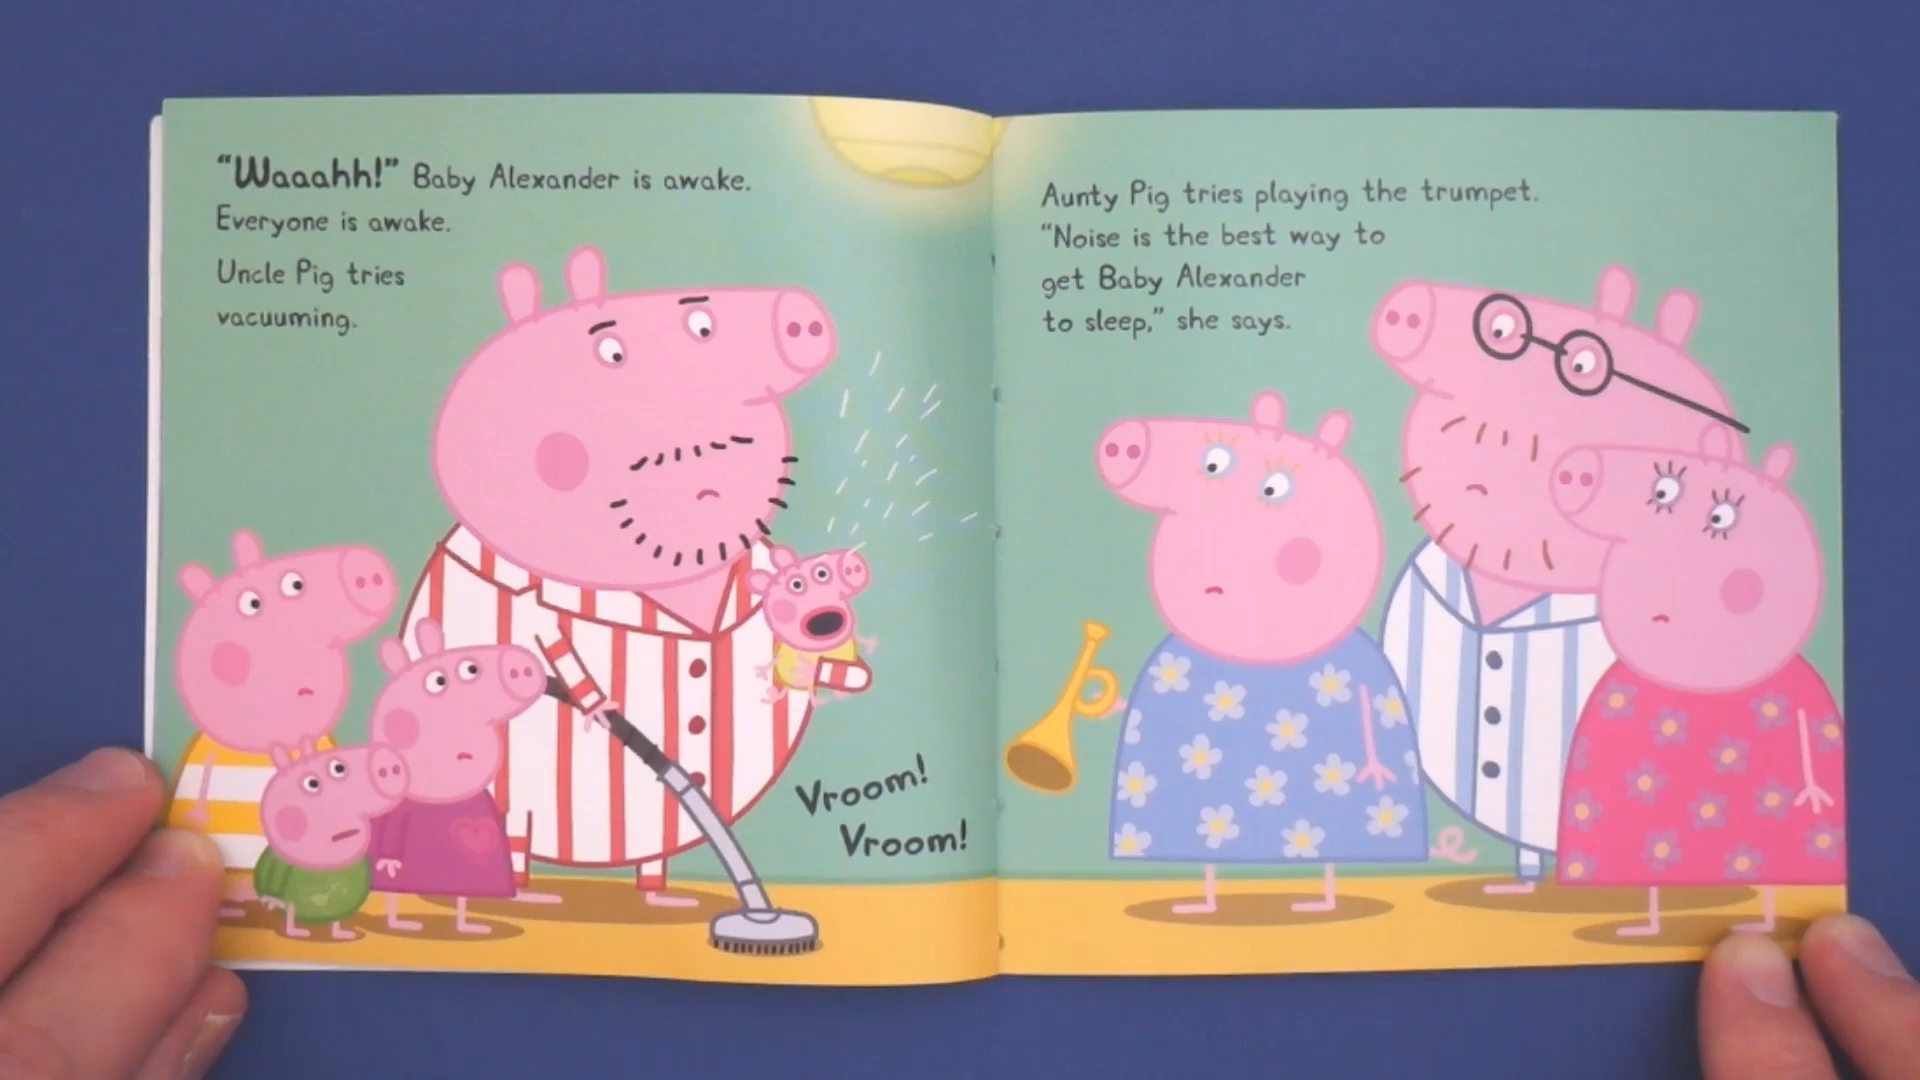 “Waaahh!” Baby Alexander is awake.
Everyone is awake.
Uncle Pig tries
vacuuming.
Vroom!
Vroom!
Aunty Pig tries playing the trumpet.
“Noise is the best way to
get Baby Alexander
to sleep,” she says.